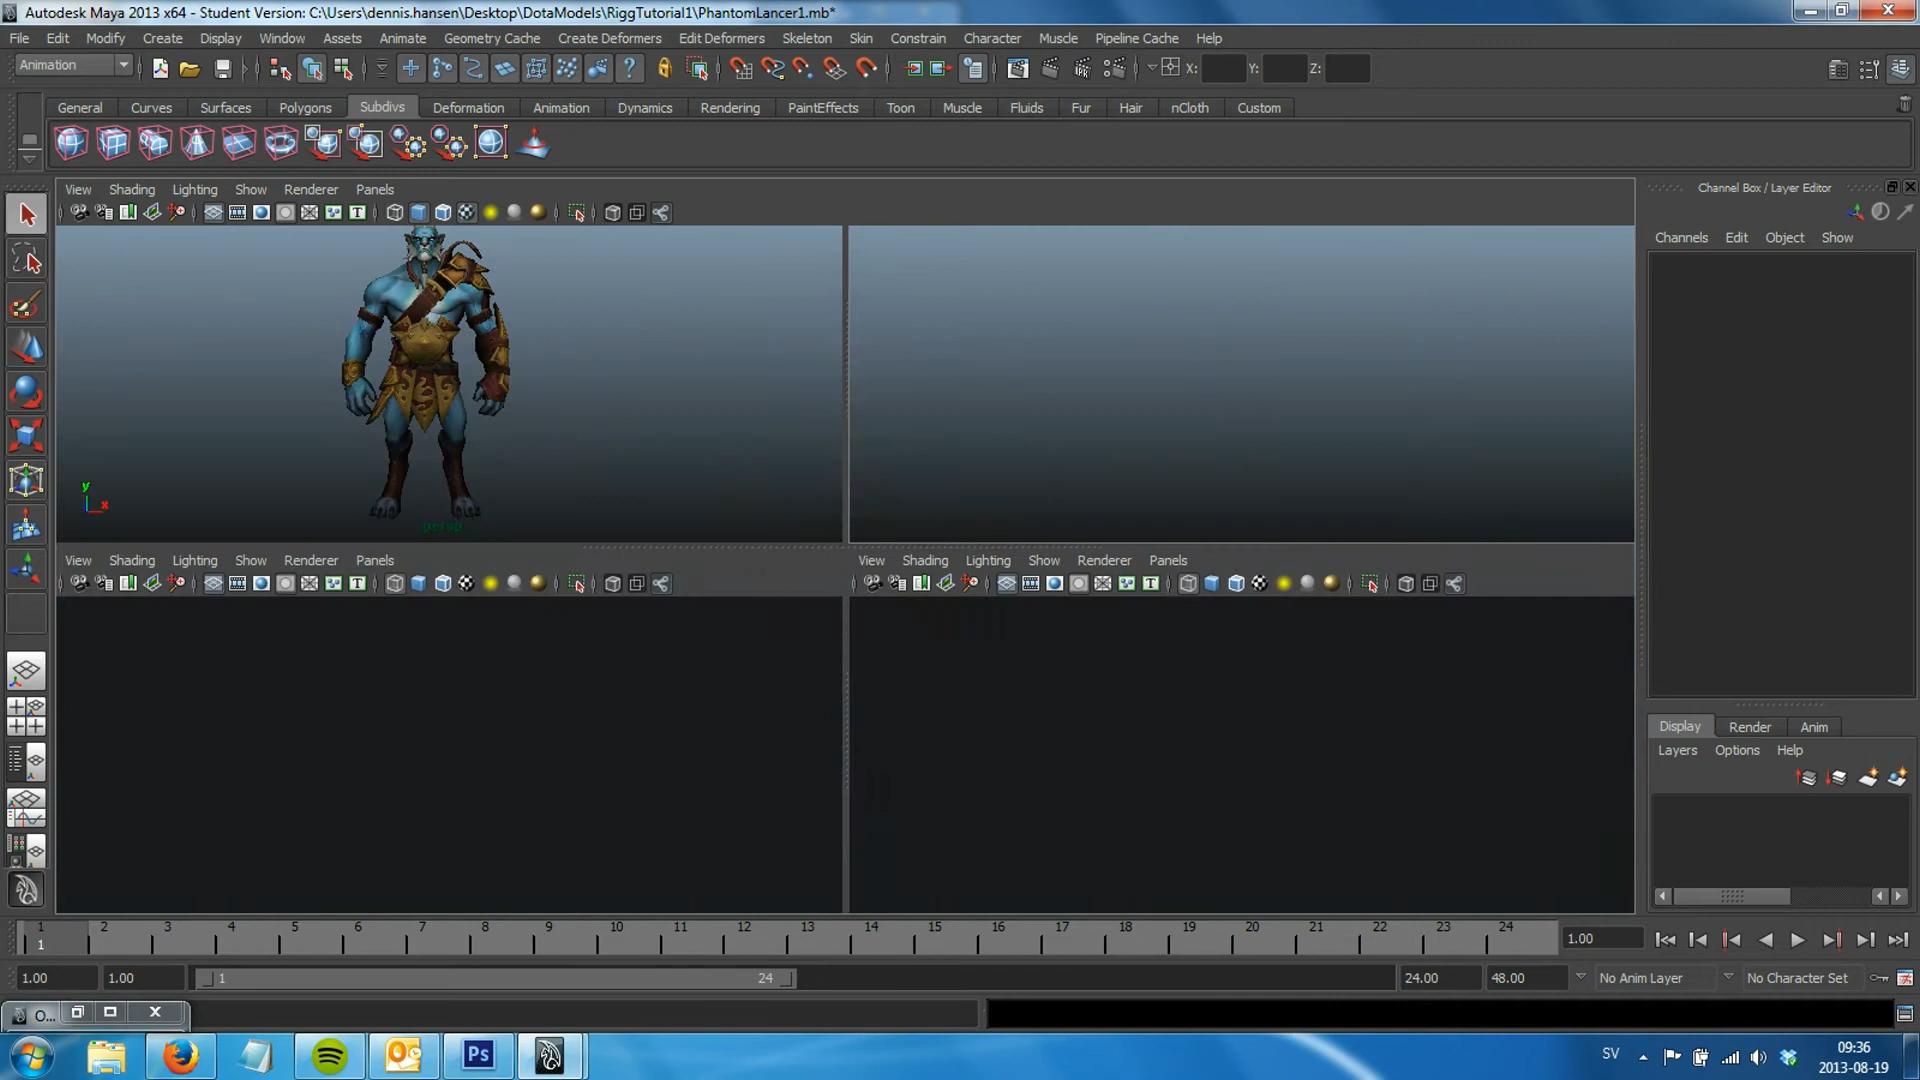 Autodesk Maya 2013 x64 - Student Version: C:\Users\dennis.hansen\Desktop\DotaModels\RiggTutorial1\PhantomLancer1.mb*
File Edit Modify Create Display Window Assets Animate Geometry Cache Create Deformers Edit Deformers Skeleton Skin Constrain Character Muscle Pipeline Cache Help
Animation X: Y: Z:
General Curves Surfaces Polygons Subdivs Deformation Animation Dynamics Rendering PaintEffects Toon Muscle Fluids Fur Hair nCloth Custom
View Shading Lighting Show Renderer Panels
Channel Box / Layer Editor
Channels Edit Object Show
y
x
persp
View Shading Lighting Show Renderer Panels
View Shading Lighting Show Renderer Panels
Display Render Anim
Layers Options Help
1 2 3 4 5 6 7 8 9 10 11 12 13 14 15 16 17 18 19 20 21 22 23 24
1 1.00
1.00 1.00 1 24 24.00 48.00 No Anim Layer No Character Set
O...
Ps
SV
09:36
2013-08-19